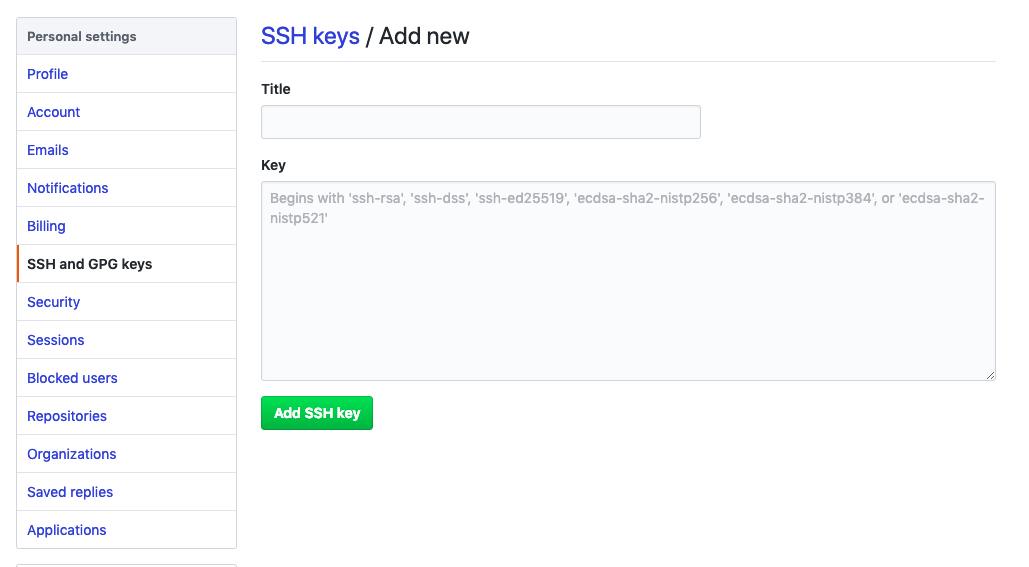 Personal settings
Profile
Account
Emails
Notifications
Billing
SSH and GPG keys
Security
Sessions
Blocked users
Repositories
Organizations
Saved replies
Applications
SSH keys / Add new
Title
Key
Begins with 'ssh-rsa', 'ssh-dss', 'ssh-ed25519', 'ecdsa-sha2-nistp256', 'ecdsa-sha2-nistp384', or 'ecdsa-sha2-
nistp521'
Add SSH key